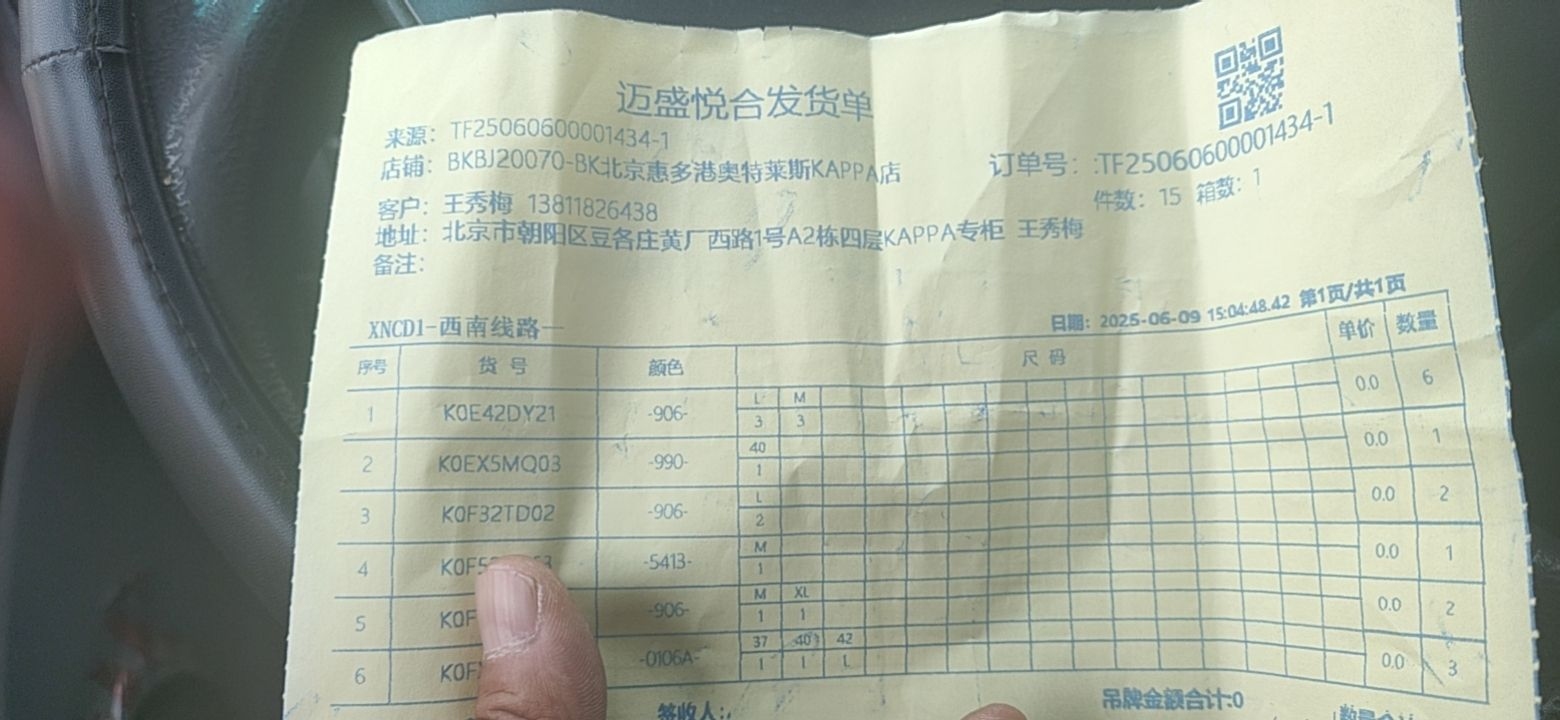 迈盛悦合发货单
来源：TF25060600001434-1
店铺：BKBJ20070-BK北京惠多港奥特莱斯KAPPA店 订单号：:TF25060600001434-1
客户：王秀梅 13811826438 件数：15 箱数：1
地址：北京市朝阳区豆各庄黄厂西路1号A2栋四层KAPPA专柜 王秀梅
备注：
XNCD1-西南线路一 日期：2025-06-09 15:04:48.42 第1页/共1页
序号 货号 颜色 尺码 单价 数量
L M
1 K0E42DY21 -906- 0.0 6
3 3
40
2 K0EX5MQ03 -990- 0.0 1
1
L
3 K0F32TD02 -906- 0.0 2
2
M
4 K0F5 3 -5413- 0.0 1
1
M XL
5 K0F -906- 0.0 2
1 1
37 40 42
6 K0F -0106A- 0.0 3
1 1 1
签收人: 吊牌金额合计:0